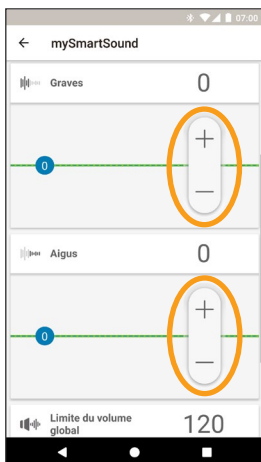 07:00
← mySmartSound
Graves 0
+
0
−
Aigus 0
+
0
−
Limite du volume
global 120